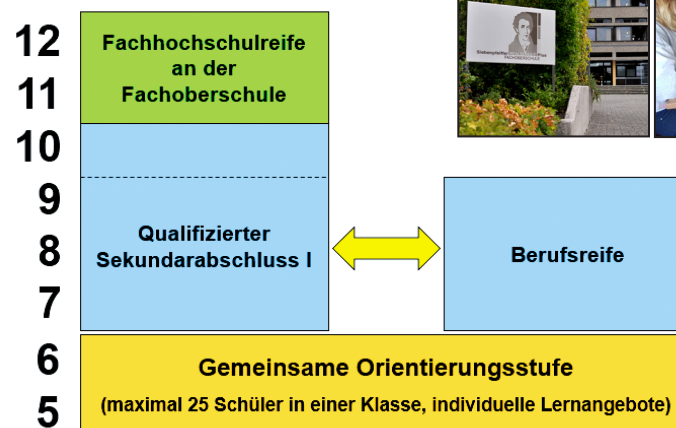 12
Fachhochschulreife
an der
11
Fachoberschule
10
9
Qualifizierter
8
Sekundarabschluss I
Berufsreife
7
6
Gemeinsame Orientierungsstufe
5
(maximal 25 Schüler in einer Klasse, individuelle Lernangebote)
FACHOBERSCHULE